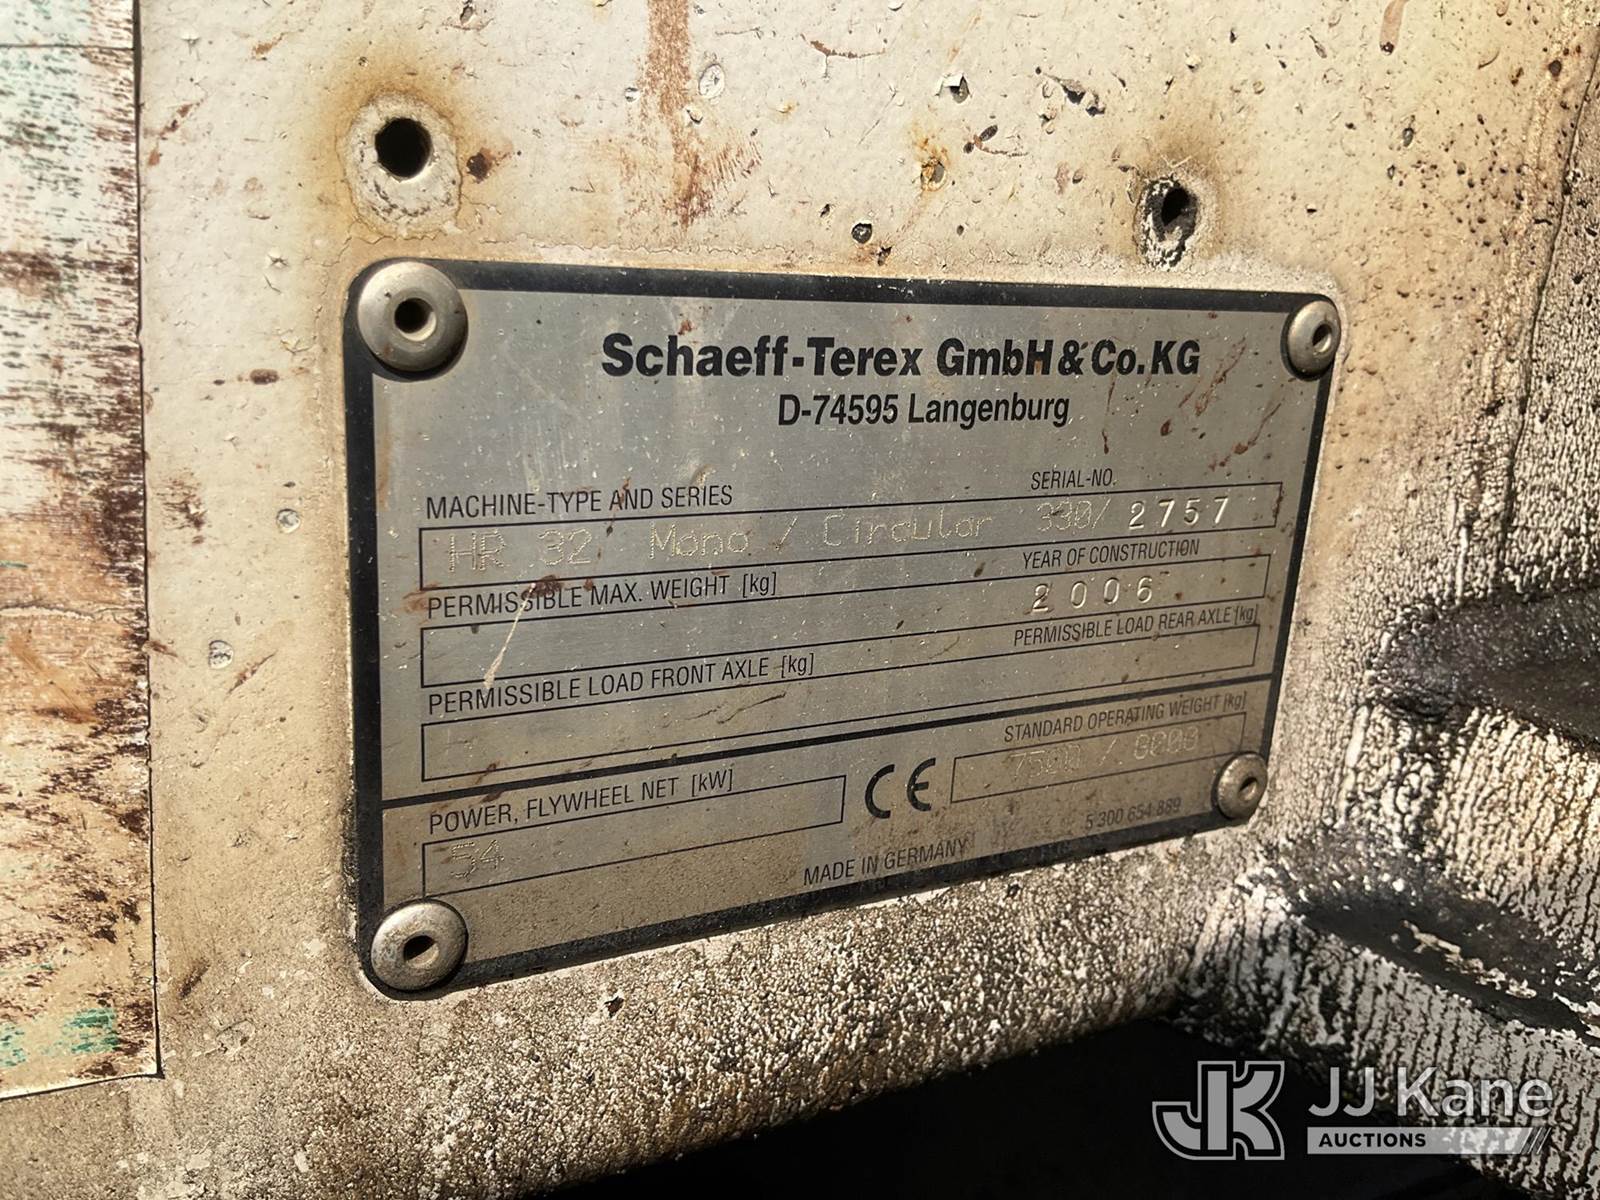 Schaeff-Terex GmbH & Co. KG
D-74595 Langenburg
MACHINE-TYPE AND SERIES SERIAL-NO.
HR 32 Mono / Circular 330/ 2757
PERMISSIBLE MAX. WEIGHT [kg] YEAR OF CONSTRUCTION
2006
PERMISSIBLE LOAD FRONT AXLE [kg] PERMISSIBLE LOAD REAR AXLE [kg]
STANDARD OPERATING WEIGHT [kg]
7500 / 8000
POWER, FLYWHEEL NET [kW] CE
54
5 300 654 889
MADE IN GERMANY
JK JJ Kane
AUCTIONS